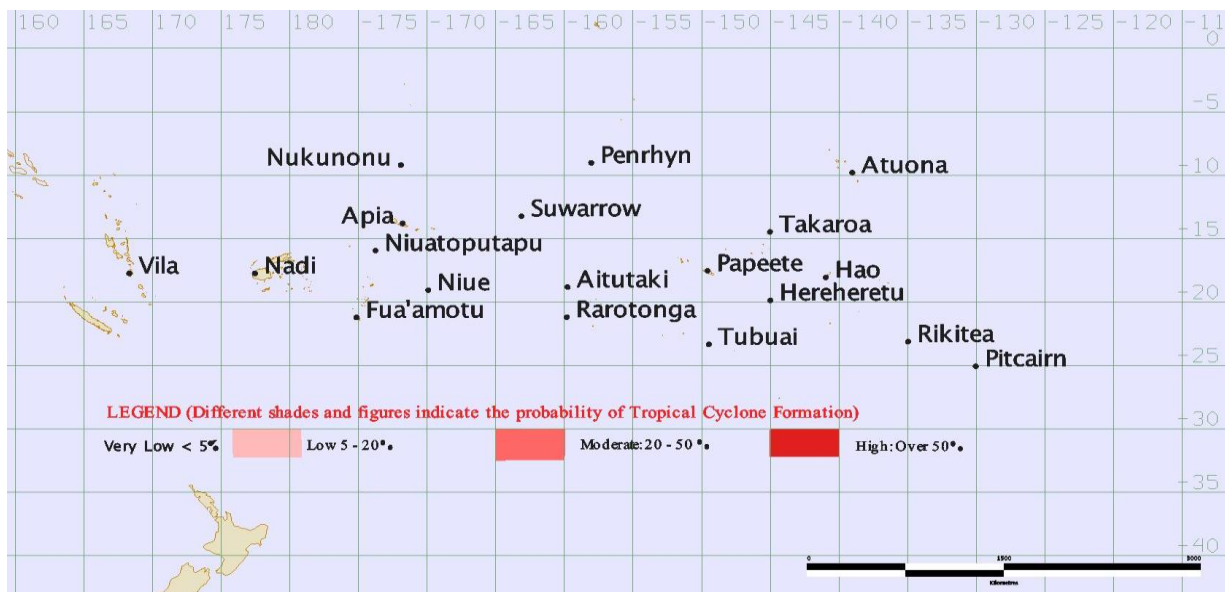 160 165 170 175 180 -175 -170 -165 -160 -155 -150 -145 -140 -135 -130 -125 -120 -11
0
-5
Nukunonu
Penrhyn
Atuona
-10
Apia
Suwarrow
Takaroa
-15
Niuatoputapu
Vila
Nadi
Niue
Aitutaki
Papeete
Hao
Hereheretu
-20
Fua'amotu
Rarotonga
Tubuai
Rikitea
Pitcairn
-25
LEGEND (Different shades and figures indicate the probability of Tropical Cyclone Formation)
-30
Very Low < 5%. Low 5 - 20%. Moderate: 20 - 50%. High: Over 50%.
-35
-40
0 1500 3000
Kilometres